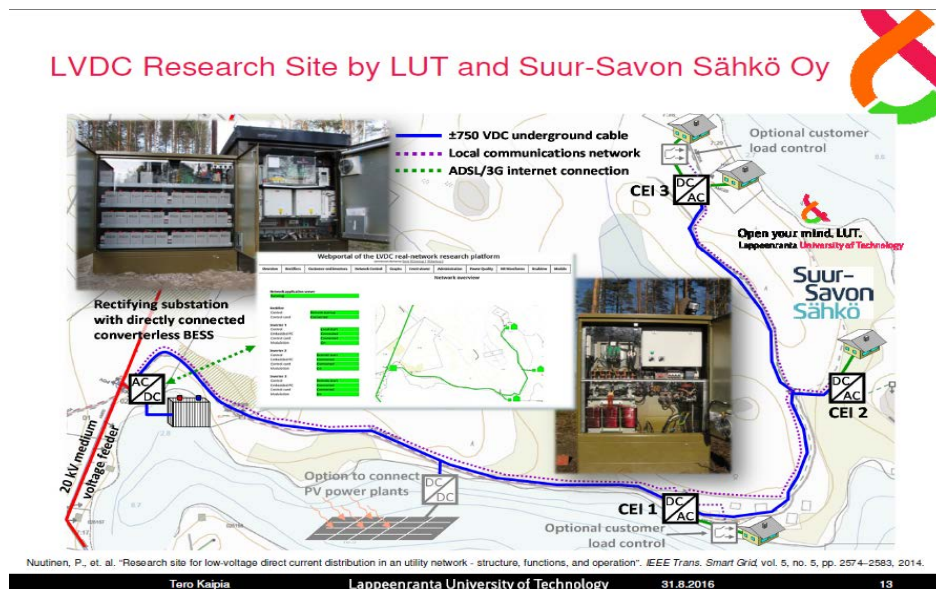 LVDC Research Site by LUT and Suur-Savon Sähkö Oy
±750 VDC underground cable
Local communications network
ADSL/3G internet connection
Optional customer
load control
CEI 3
DC
AC
Open your mind. LUT.
Lappeenranta University of Technology
Suur-
Savon
Sähkö
Webportal of the LVDC real-network research platform
Network overview
Rectifying substation
with directly connected
converterless BESS
AC
DC
20 kV medium
voltage feeder
Option to connect
PV power plants
DC
DC
CEI 1
DC
AC
Optional customer
load control
DC
AC
CEI 2
Nuutinen, P., et. al. "Research site for low-voltage direct current distribution in an utility network - structure, functions, and operation". IEEE Trans. Smart Grid, vol. 5, no. 5, pp. 2574–2583, 2014.
Tero Kaipia
Lappeenranta University of Technology
31.8.2016
13